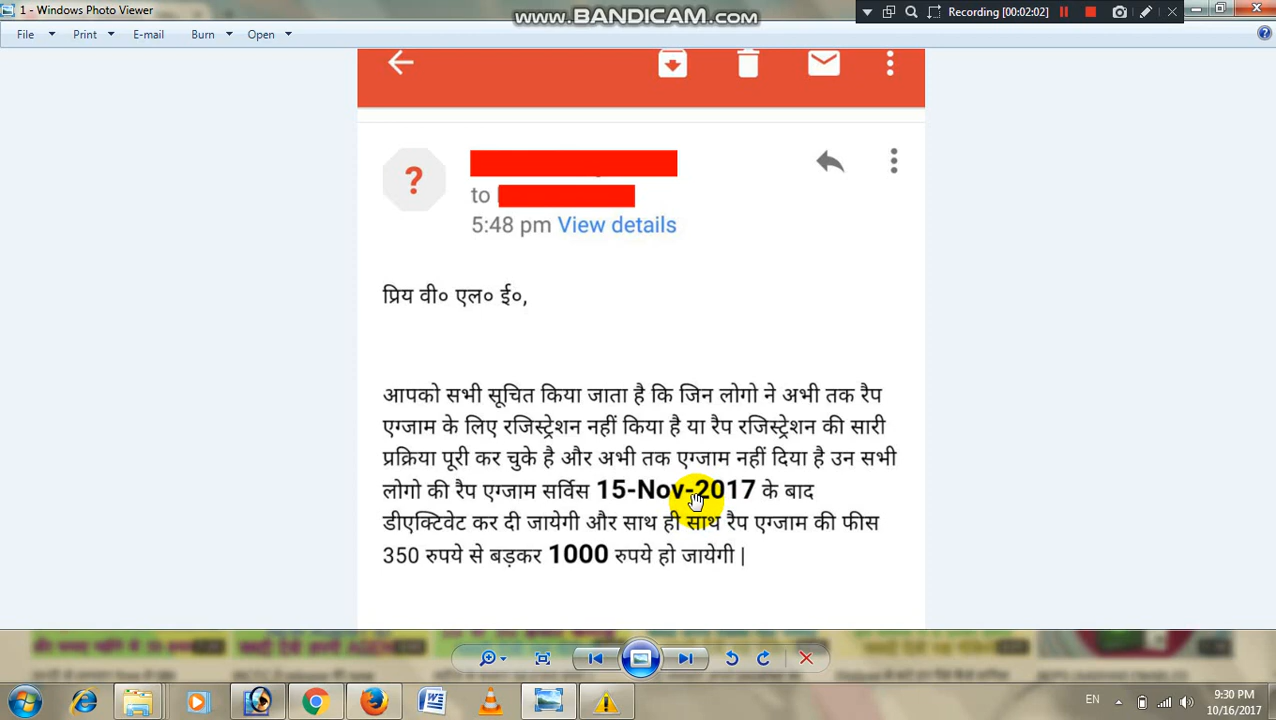 1 - Windows Photo Viewer
www.BANDICAM.com
Recording [00:02:02]
File Print E-mail Burn Open
?
to
5:48 pm View details
प्रिय वी० एल० ई०,
आपको सभी सूचित किया जाता है कि जिन लोगो ने अभी तक रैप
एग्जाम के लिए रजिस्ट्रेशन नहीं किया है या रैप रजिस्ट्रेशन की सारी
प्रक्रिया पूरी कर चुके है और अभी तक एग्जाम नहीं दिया है उन सभी
लोगो की रैप एग्जाम सर्विस 15-Nov-2017 के बाद
डीएक्टिवेट कर दी जायेगी और साथ ही साथ रैप एग्जाम की फीस
350 रुपये से बड़कर 1000 रुपये हो जायेगी |
EN
9:30 PM
10/16/2017